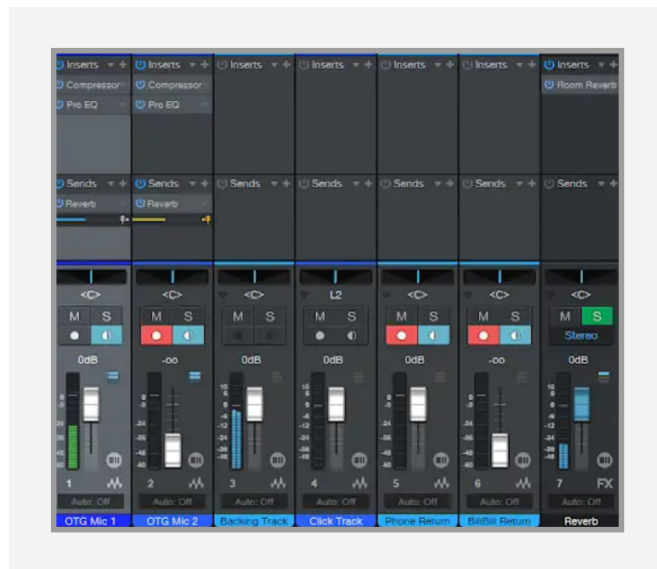 Inserts Inserts Inserts Inserts Inserts Inserts Inserts
Compressor Compressor Room Reverb
Pro EQ Pro EQ
Sends Sends Sends Sends Sends Sends Sends
Reverb Reverb
<C> <C> <C> L2 <C> <C> <C>
M S M S M S M S M S M S M S
Stereo
0dB -oo 0dB 0dB 0dB -oo 0dB
1 2 3 4 5 6 7 FX
Auto: Off Auto: Off Auto: Off Auto: Off Auto: Off Auto: Off Auto: Off
OTG Mic 1 OTG Mic 2 Backing Track Click Track Phone Return BiliBili Return Reverb